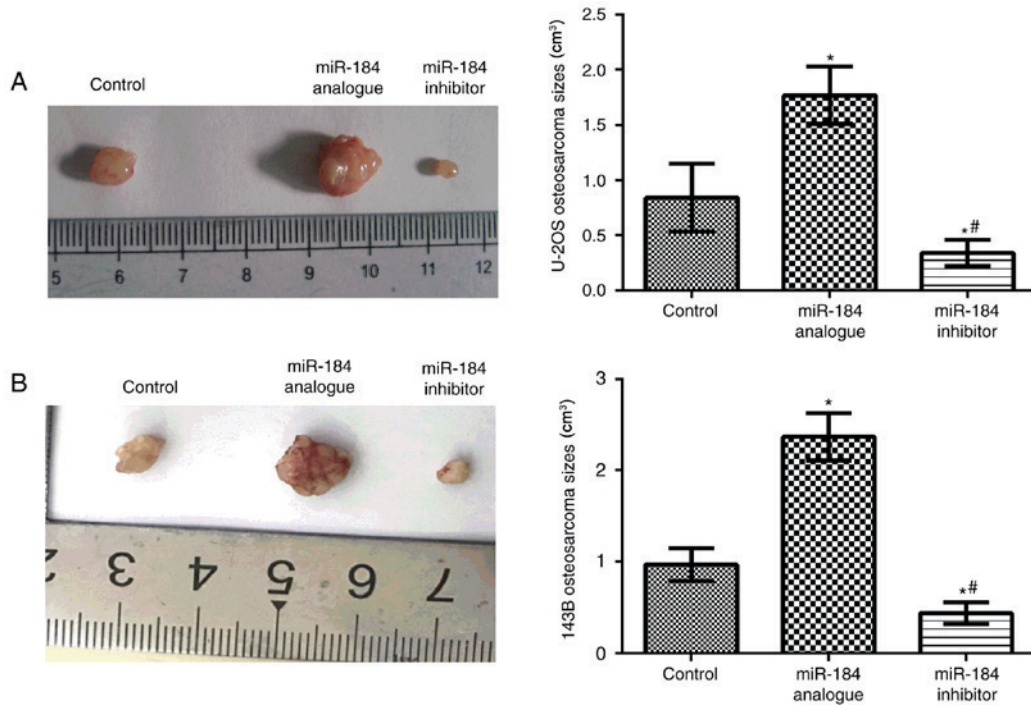 A
Control
miR-184
analogue
miR-184
inhibitor
5 6 7 8 9 10 11 12
U-2OS osteosarcoma sizes (cm³)
2.5
2.0
1.5
1.0
0.5
0.0
*
*#
Control
miR-184
analogue
miR-184
inhibitor
B
Control
miR-184
analogue
miR-184
inhibitor
2 3 4 5 6 7
143B osteosarcoma sizes (cm³)
3
2
1
0
*
*#
Control
miR-184
analogue
miR-184
inhibitor